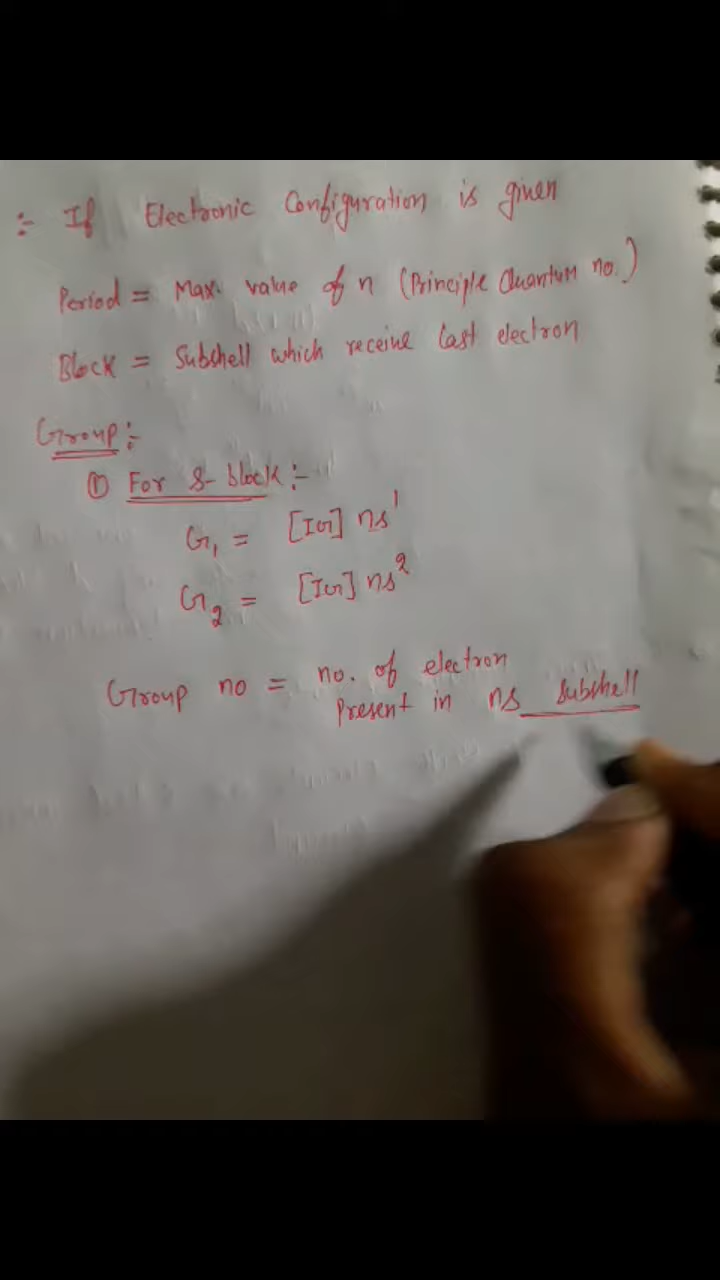 :- If Electronic Configuration is given
Period = Max. value of n (Principle Quantum no.)
Block = Subshell which receive last electron
Group :-
① For s-block :-
G₁ = [IG] ns¹
G₂ = [IG] ns²
Group no = no. of electron
Present in ns subshell